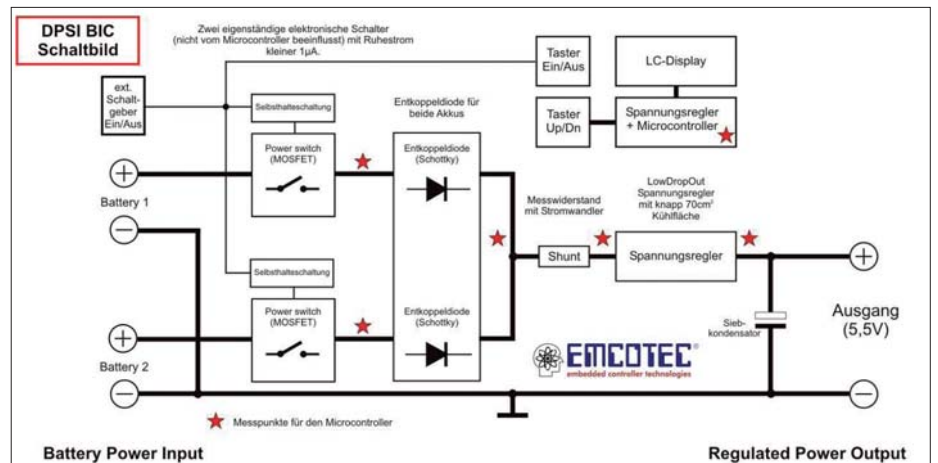 DPSI BIC
Schaltbild
Zwei eigenständige elektronische Schalter
(nicht vom Microcontroller beeinflusst) mit Ruhestrom
kleiner 1µA.
Taster
Ein/Aus
LC-Display
ext.
Schalt-
geber
Ein/Aus
Selbsthalteschaltung
Entkoppeldiode für
beide Akkus
Taster
Up/Dn
Spannungsregler
+ Microcontroller
Power switch
(MOSFET)
Entkoppeldiode
(Schottky)
Battery 1
Messwiderstand
mit Stromwandler
LowDropOut
Spannungsregler
mit knapp 70cm²
Kühlfläche
Shunt
Spannungsregler
Selbsthalteschaltung
Power switch
(MOSFET)
Entkoppeldiode
(Schottky)
Battery 2
Sieb-
kondensator
Ausgang
(5,5V)
EMCOTEC®
embedded controller technologies
Messpunkte für den Microcontroller
Battery Power Input
Regulated Power Output